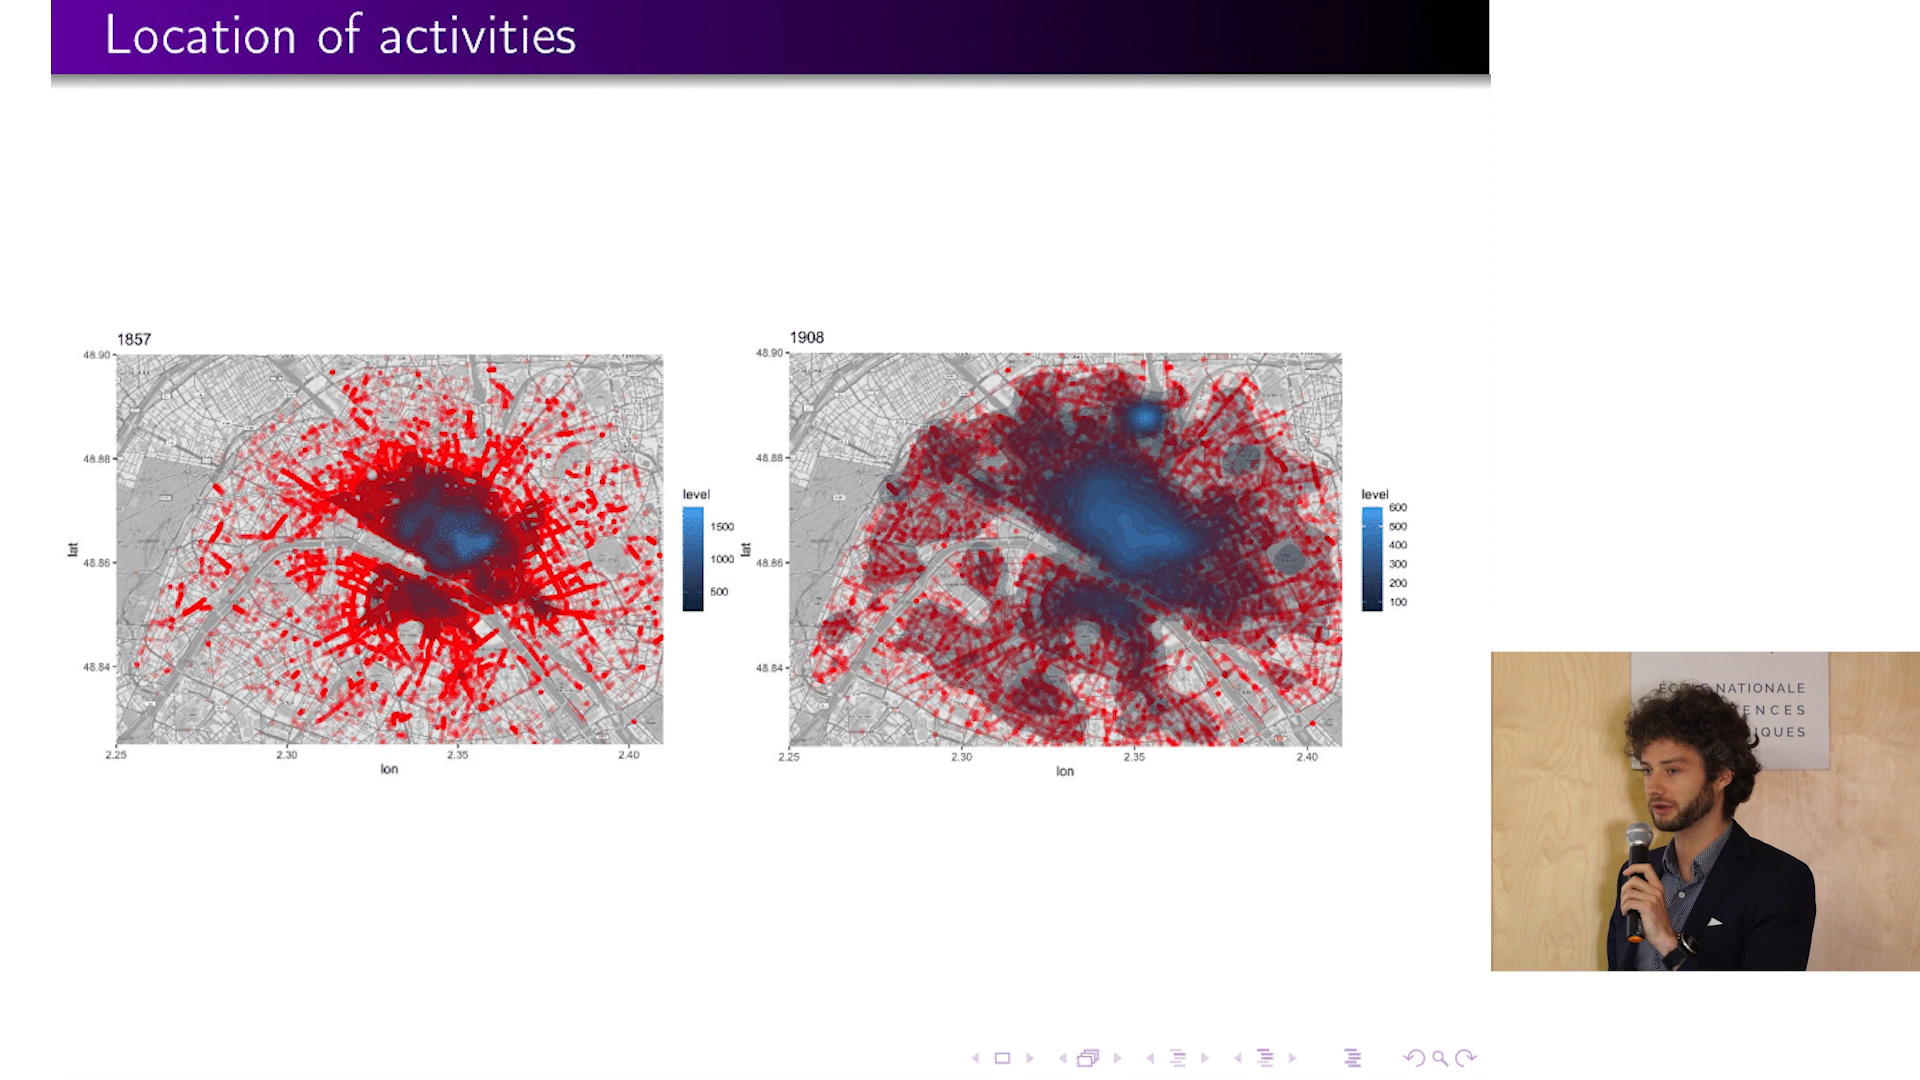 Location of activities
1857
48.90
48.88
48.86
48.84
lat
2.25
2.30
2.35
2.40
lon
level
1500
1000
500
1908
48.90
48.88
48.86
48.84
lat
2.25
2.30
2.35
2.40
lon
level
600
500
400
300
200
100
NATIONALE
ENCES
IQUES